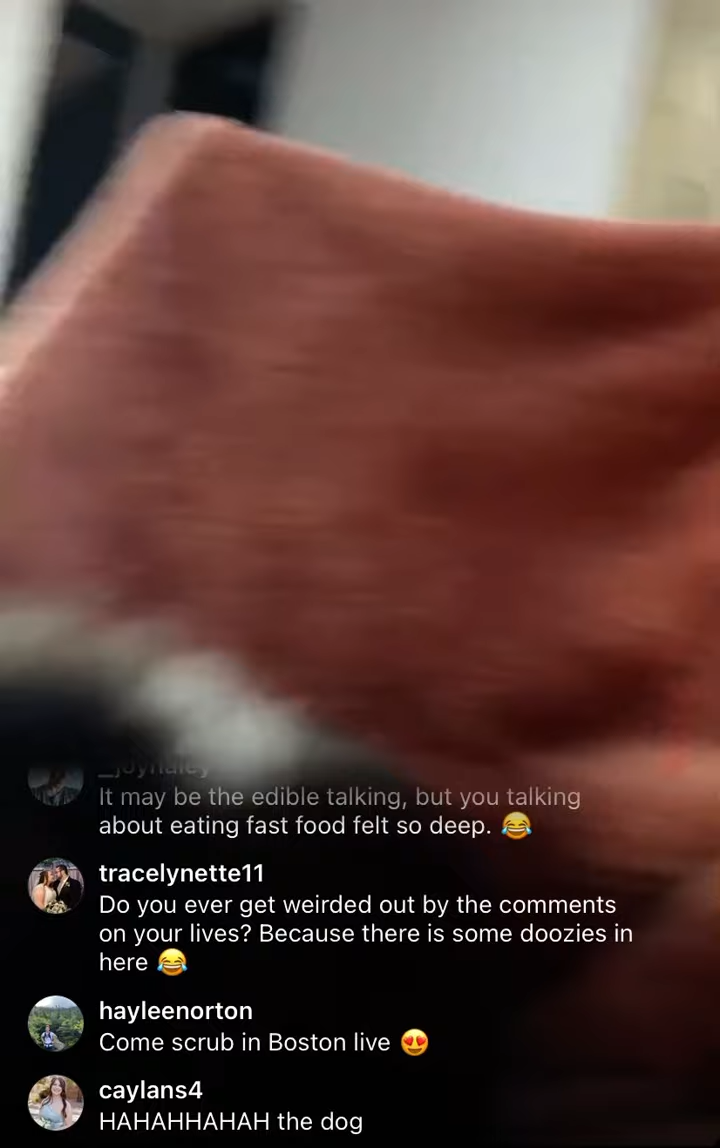 It may be the edible talking, but you talking
about eating fast food felt so deep. 😂
tracelynette11
Do you ever get weirded out by the comments
on your lives? Because there is some doozies in
here 😂
hayleenorton
Come scrub in Boston live 😍
caylans4
HAHAHHAHAH the dog